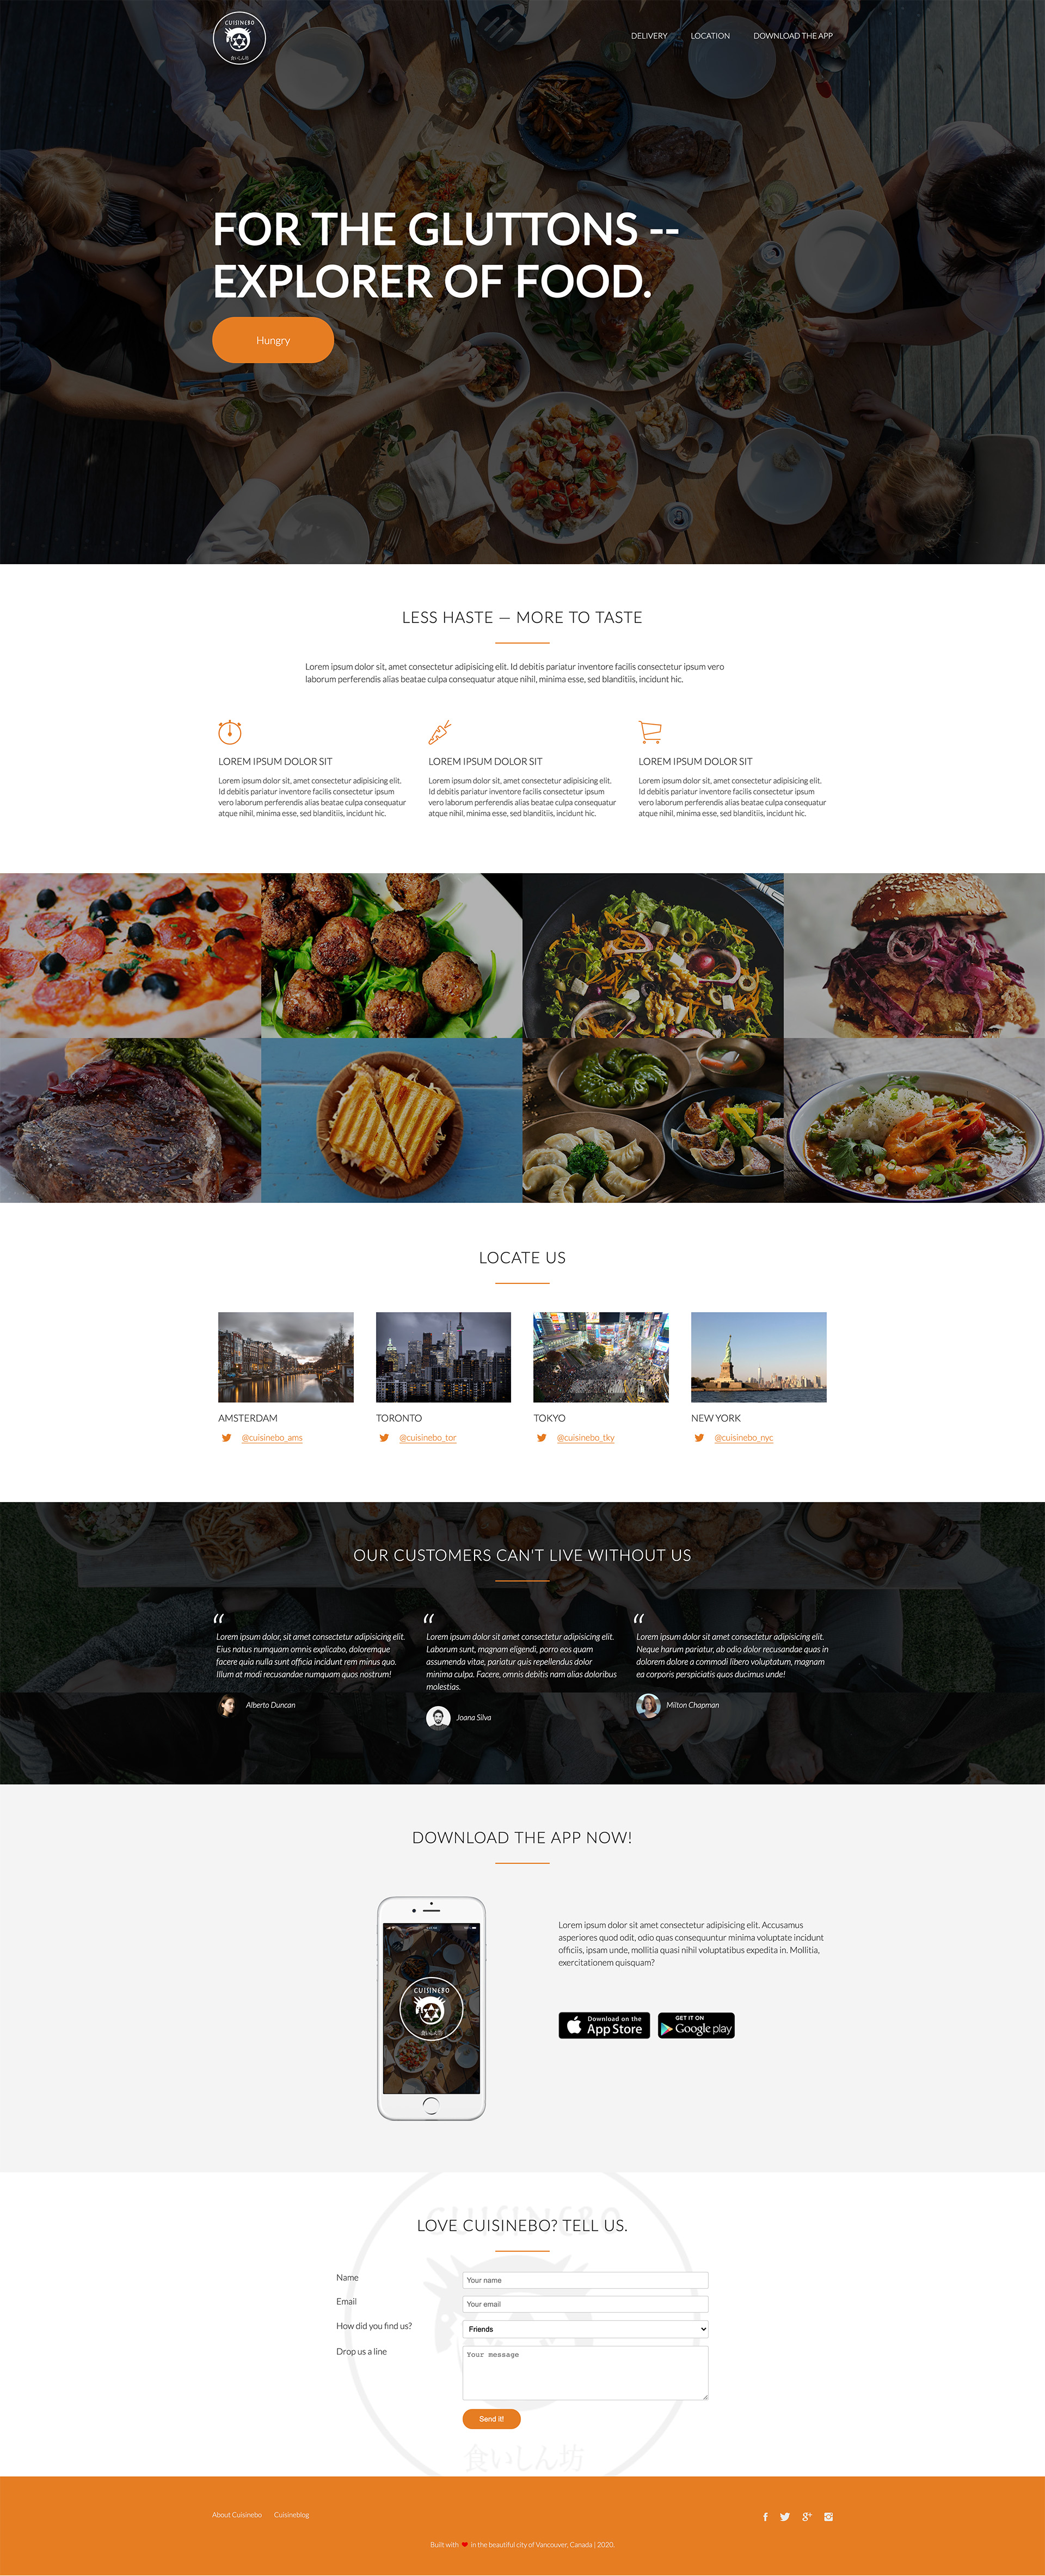 CUISINEBO
食いしん坊
DELIVERY LOCATION DOWNLOAD THE APP
FOR THE GLUTTONS --
EXPLORER OF FOOD.
Hungry
LESS HASTE — MORE TO TASTE
Lorem ipsum dolor sit, amet consectetur adipisicing elit. Id debitis pariatur inventore facilis consectetur ipsum vero
laborum perferendis alias beatae culpa consequatur atque nihil, minima esse, sed blanditiis, incidunt hic.
LOREM IPSUM DOLOR SIT
Lorem ipsum dolor sit, amet consectetur adipisicing elit.
Id debitis pariatur inventore facilis consectetur ipsum
vero laborum perferendis alias beatae culpa consequatur
atque nihil, minima esse, sed blanditiis, incidunt hic.
LOREM IPSUM DOLOR SIT
Lorem ipsum dolor sit, amet consectetur adipisicing elit.
Id debitis pariatur inventore facilis consectetur ipsum
vero laborum perferendis alias beatae culpa consequatur
atque nihil, minima esse, sed blanditiis, incidunt hic.
LOREM IPSUM DOLOR SIT
Lorem ipsum dolor sit, amet consectetur adipisicing elit.
Id debitis pariatur inventore facilis consectetur ipsum
vero laborum perferendis alias beatae culpa consequatur
atque nihil, minima esse, sed blanditiis, incidunt hic.
LOCATE US
AMSTERDAM
@cuisinebo_ams
TORONTO
@cuisinebo_tor
TOKYO
@cuisinebo_tky
NEW YORK
@cuisinebo_nyc
OUR CUSTOMERS CAN'T LIVE WITHOUT US
“
Lorem ipsum dolor, sit amet consectetur adipisicing elit.
Eius natus numquam omnis explicabo, doloremque
facere quia nulla sunt officia incidunt rem minus quo.
Illum at modi recusandae numquam quos nostrum!
Alberto Duncan
“
Lorem ipsum dolor sit amet consectetur adipisicing elit.
Laborum sunt, magnam eligendi, porro eos quam
assumenda vitae, pariatur quis repellendus dolor
minima culpa. Facere, omnis debitis nam alias doloribus
molestias.
Joana Silva
“
Lorem ipsum dolor sit amet consectetur adipisicing elit.
Neque harum pariatur, ab odio dolor recusandae quas in
dolorem dolore a commodi libero voluptatum, magnam
ea corporis perspiciatis quos ducimus unde!
Milton Chapman
DOWNLOAD THE APP NOW!
CUISINEBO
食いしん坊
Lorem ipsum dolor sit amet consectetur adipisicing elit. Accusamus
asperiores quod odit, odio quas consequuntur minima voluptate incidunt
officiis, ipsam unde, mollitia quasi nihil voluptatibus expedita in. Mollitia,
exercitationem quisquam?
Download on the
App Store
GET IT ON
Google play
CUISINEBO
LOVE CUISINEBO? TELL US.
Name
Your name
Email
Your email
How did you find us?
Friends
Drop us a line
Your message
Send it!
食いしん坊
About Cuisinebo Cuisineblog
Built with ❤ in the beautiful city of Vancouver, Canada | 2020.